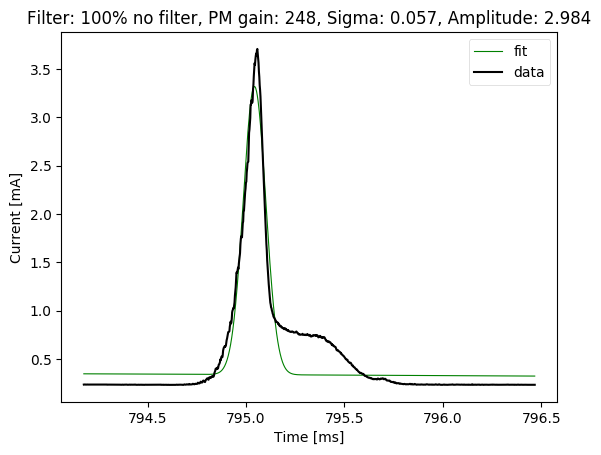 Filter: 100% no filter, PM gain: 248, Sigma: 0.057, Amplitude: 2.984
fit
data
3.5
3.0
2.5
2.0
1.5
1.0
0.5
Current [mA]
794.5 795.0 795.5 796.0 796.5
Time [ms]